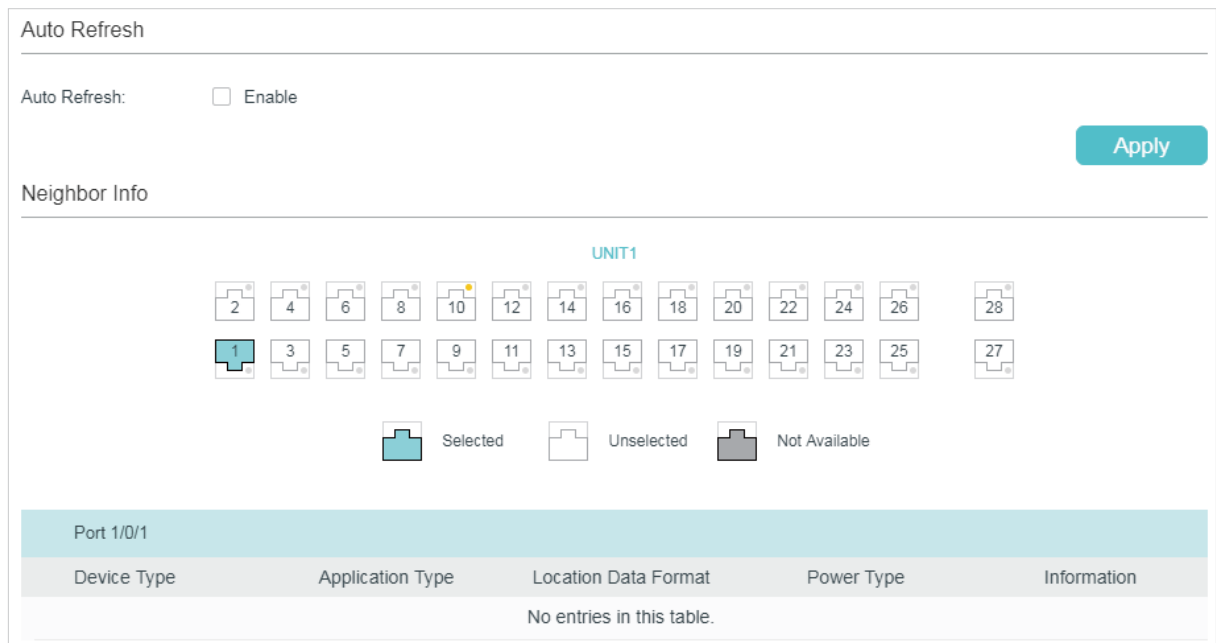 Auto Refresh
Auto Refresh: Enable
Apply
Neighbor Info
UNIT1
2 4 6 8 10 12 14 16 18 20 22 24 26 28
1 3 5 7 9 11 13 15 17 19 21 23 25 27
Selected Unselected Not Available
Port 1/0/1
Device Type Application Type Location Data Format Power Type Information
No entries in this table.